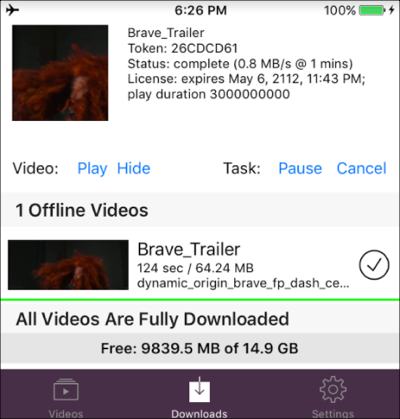 6:26 PM
100%
Brave_Trailer
Token: 26CDCD61
Status: complete (0.8 MB/s @ 1 mins)
License: expires May 6, 2112, 11:43 PM;
play duration 3000000000
Video: Play Hide Task: Pause Cancel
1 Offline Videos
Brave_Trailer
124 sec / 64.24 MB
dynamic_origin_brave_fp_dash_ce...
All Videos Are Fully Downloaded
Free: 9839.5 MB of 14.9 GB
Videos Downloads Settings